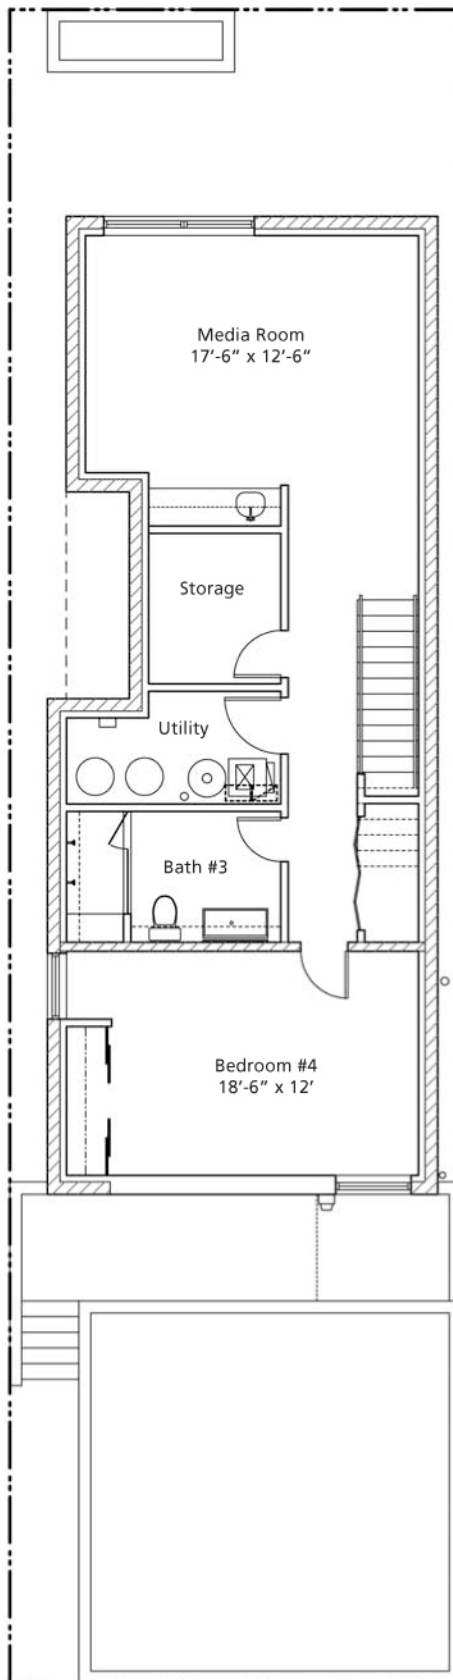 Media Room
17'-6" x 12'-6"
Storage
Utility
Bath #3
Bedroom #4
18'-6" x 12'